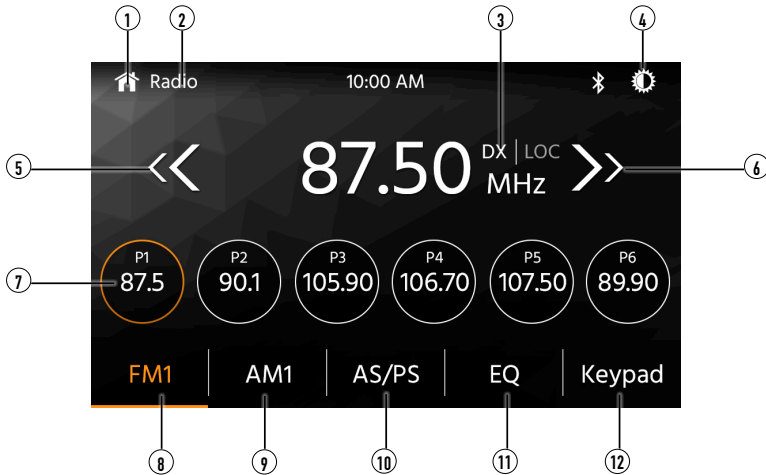 1 2 3 4
Radio 10:00 AM
87.50 DX | LOC
MHz
5 6
P1 P2 P3 P4 P5 P6
87.5 90.1 105.90 106.70 107.50 89.90
7
FM1 AM1 AS/PS EQ Keypad
8 9 10 11 12